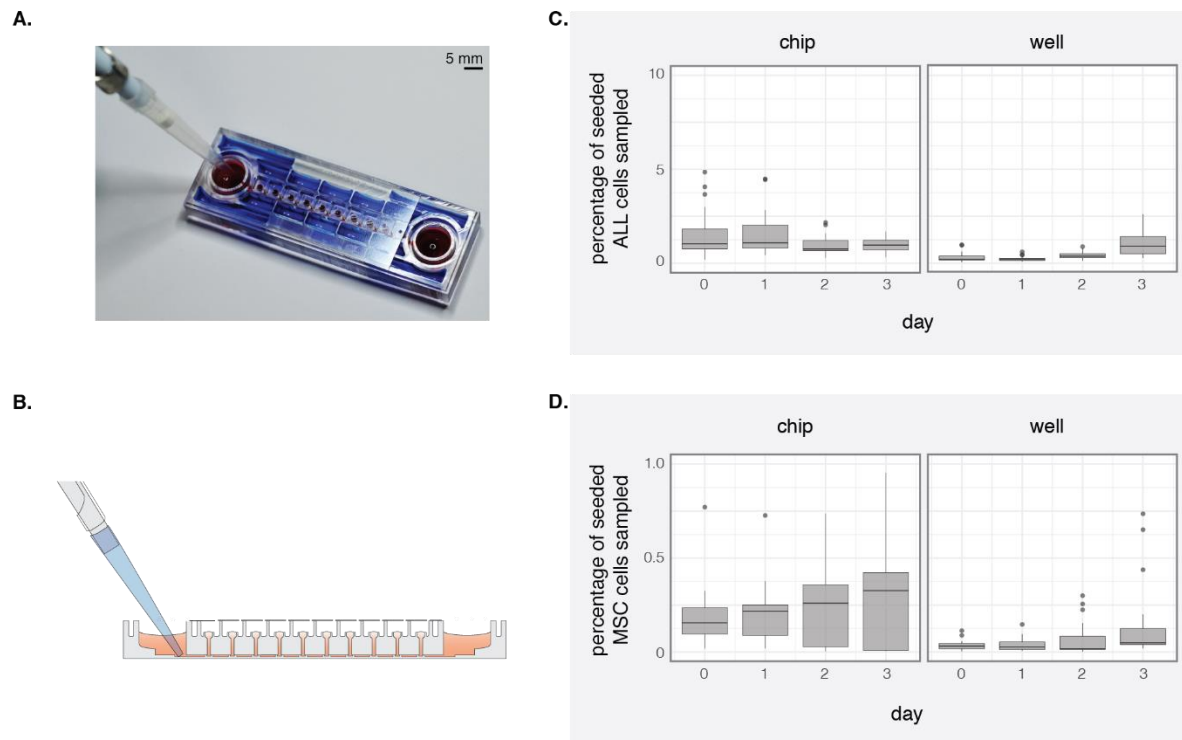 A.
5 mm
B.
C.
chip well
percentage of seeded
ALL cells sampled
10
5
0
0 1 2 3 0 1 2 3
day
D.
chip well
percentage of seeded
MSC cells sampled
1.0
0.5
0
0 1 2 3 0 1 2 3
day